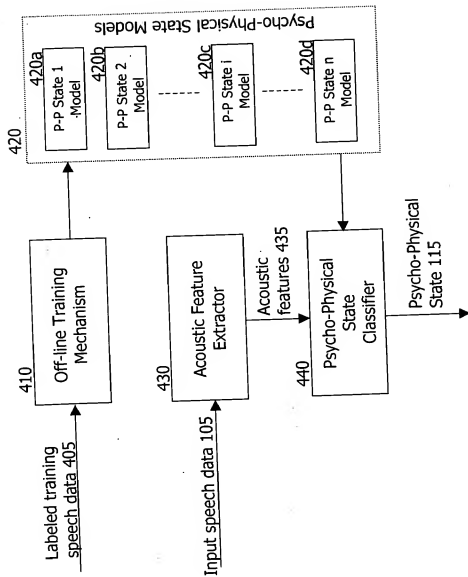 Labeled training
speech data 405
410
Off-line Training
Mechanism
420
Psycho-Physical State Models
420a
P-P State 1
Model
420b
P-P State 2
Model
420c
P-P State i
Model
420d
P-P State n
Model
Input speech data 105
430
Acoustic Feature
Extractor
Acoustic
features 435
440
Psycho-Physical
State
Classifier
Psycho-Physical
State 115